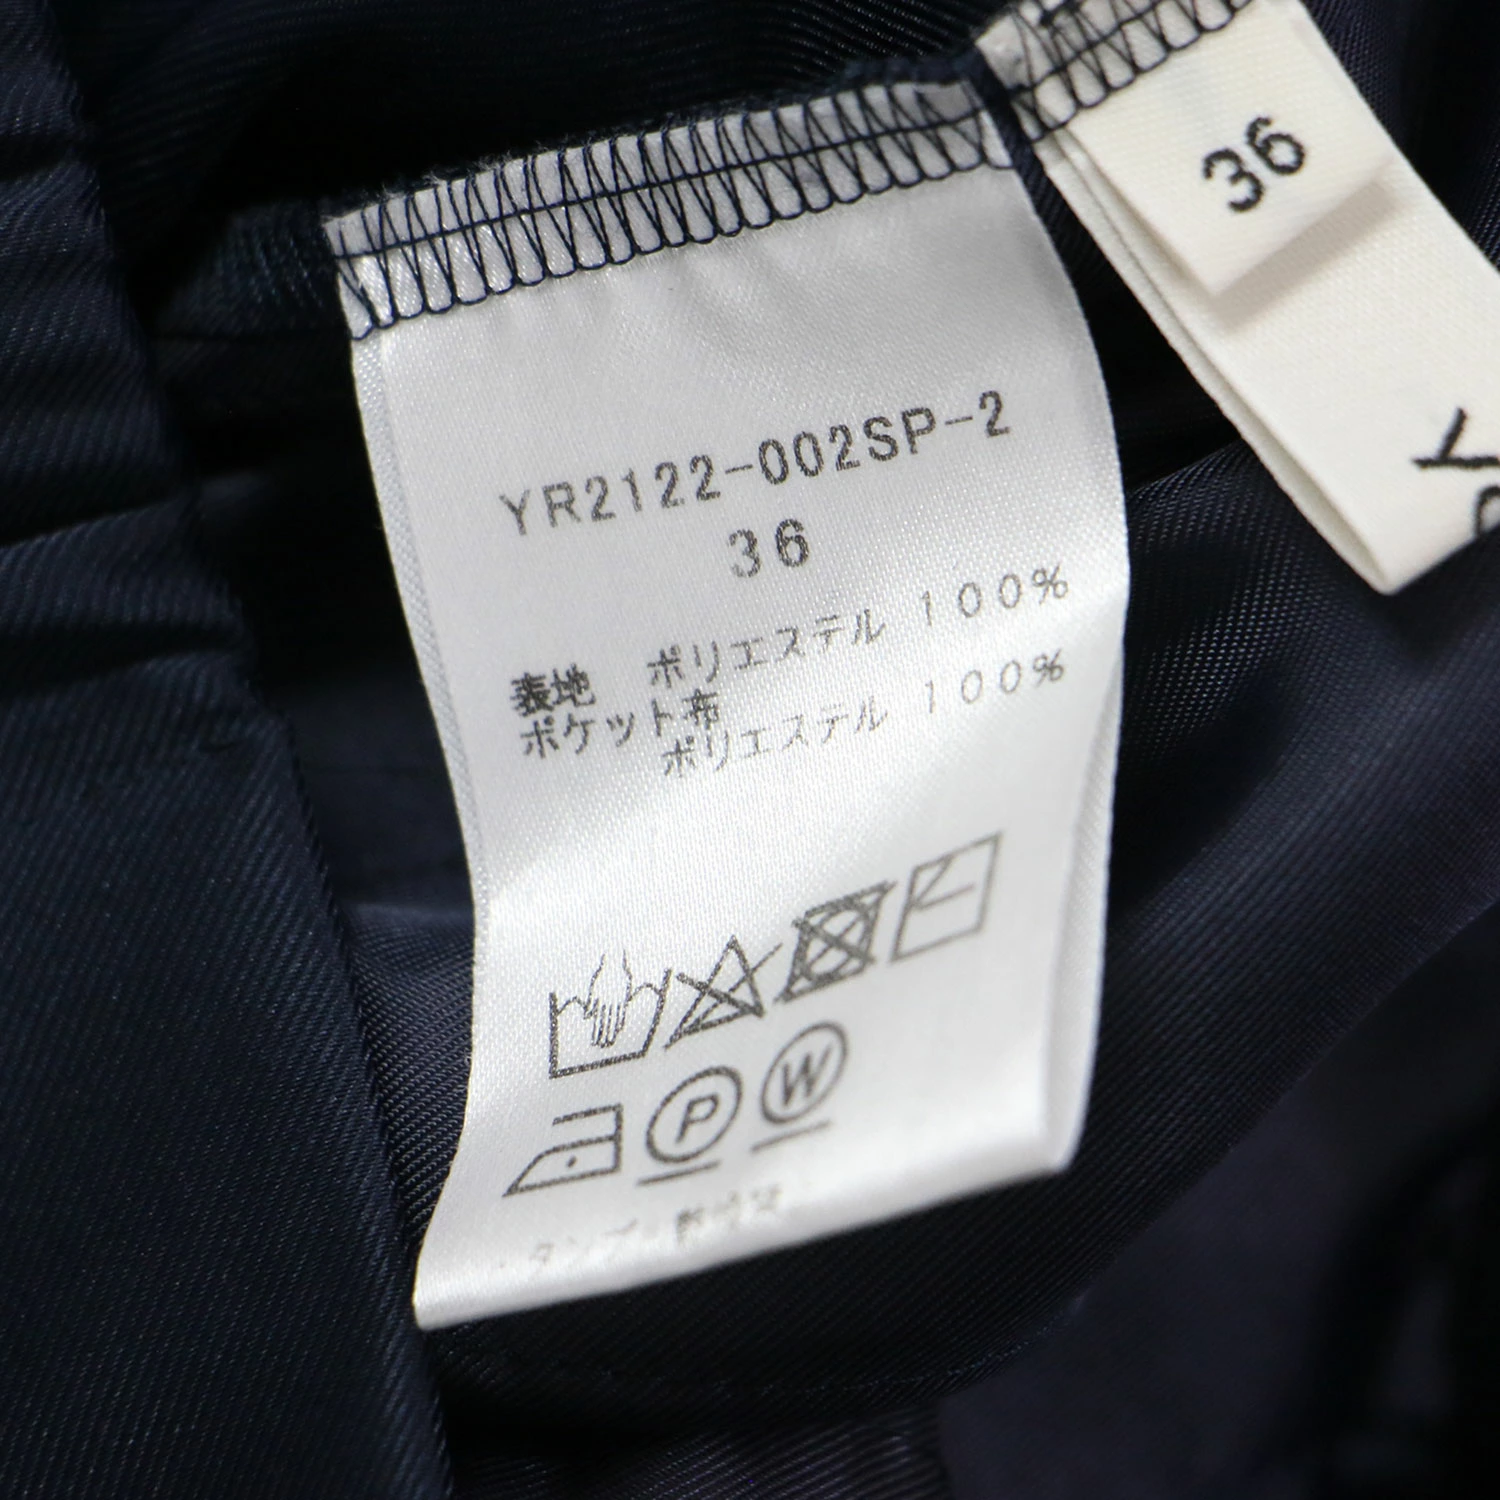 36
YR2122-002SP-2
36
表地 ポリエステル 100%
ポケット布
ポリエステル 100%
P W